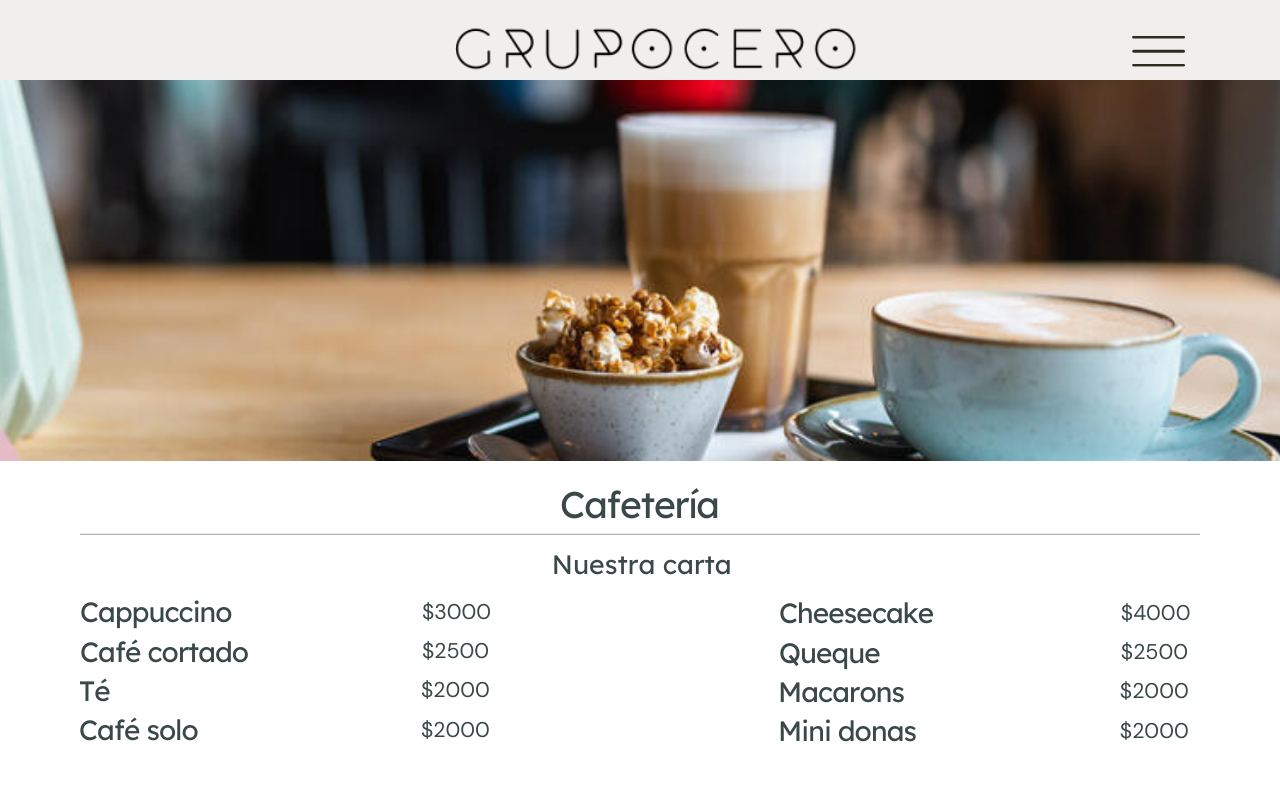 GRUPOCERO
Cafetería
Nuestra carta
Cappuccino $3000
Café cortado $2500
Té $2000
Café solo $2000
Cheesecake $4000
Queque $2500
Macarons $2000
Mini donas $2000